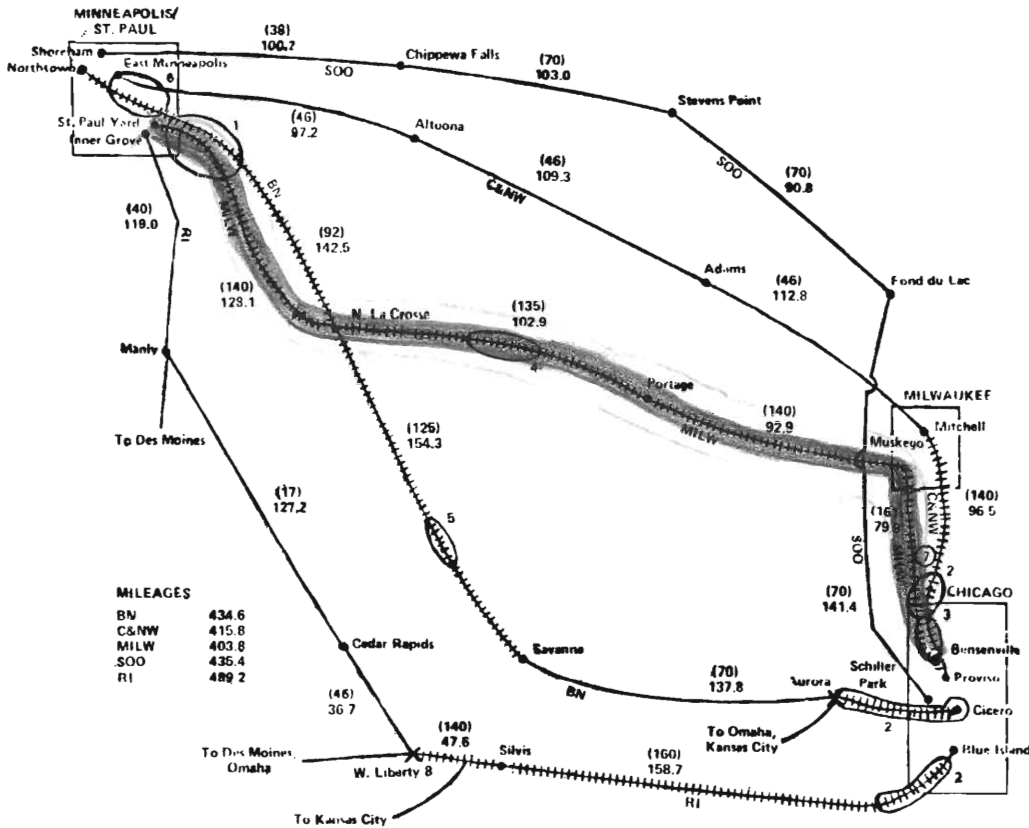 MINNEAPOLIS/
ST. PAUL
(38)
100.2
Chippewa Falls
(70)
103.0
Shoreham
Northtown
East Minneapolis
6
SOO
Stevens Point
St. Paul Yard
Inner Grove
1
(46)
97.2
Altoona
(46)
109.3
SOO
(70)
90.8
BN
C&NW
(40)
119.0
RI
MILW
(92)
142.5
Adams
(46)
112.8
Fond du Lac
(140)
128.1
N. La Crosse
(135)
102.9
4
Manly
Portage
MILWAUKEE
Mitchell
(140)
92.9
MILW
Muskego
To Des Moines
(125)
154.3
(17)
127.2
5
C&NW
(140)
96.5
SOO
7
2
CHICAGO
3
MILEAGES
BN 434.6
C&NW 415.8
MILW 403.8
SOO 435.4
RI 489.2
(70)
141.4
Cedar Rapids
Savanna
Bensenville
Proviso
(70)
137.8
Schiller
Park
Aurora
BN
Cicero
2
(46)
36.7
To Omaha,
Kansas City
(140)
47.6
Silvis
To Des Moines,
Omaha
W. Liberty 8
(160)
158.7
Blue Island
2
RI
To Kansas City